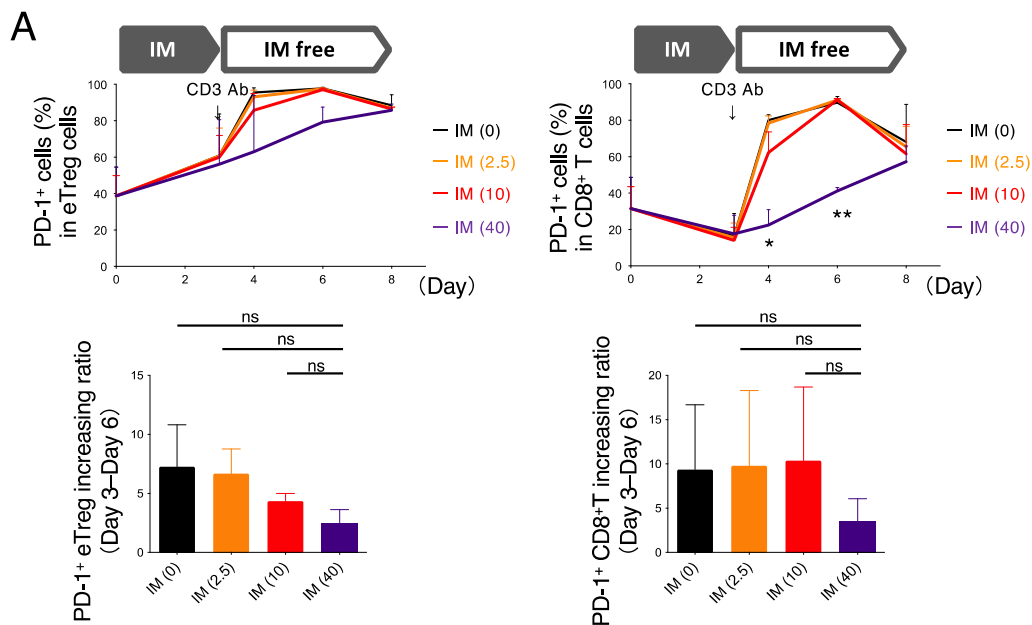 A
IM
IM free
CD3 Ab
PD-1⁺ cells (%)
in eTreg cells
100
80
60
40
20
0
0
2
4
6
8
(Day)
IM (0)
IM (2.5)
IM (10)
IM (40)
IM
IM free
CD3 Ab
PD-1⁺ cells (%)
in CD8⁺ T cells
100
80
60
40
20
0
*
**
0
2
4
6
8
(Day)
IM (0)
IM (2.5)
IM (10)
IM (40)
ns
ns
ns
PD-1⁺ eTreg increasing ratio
(Day 3–Day 6)
15
10
5
0
IM (0)
IM (2.5)
IM (10)
IM (40)
ns
ns
ns
PD-1⁺ CD8⁺T increasing ratio
(Day 3–Day 6)
20
15
10
5
0
IM (0)
IM (2.5)
IM (10)
IM (40)